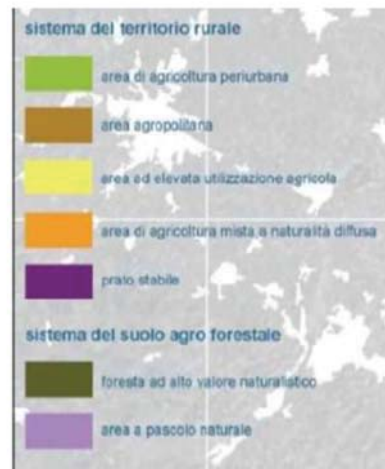 sistema del territorio rurale
area di agricoltura periurbana
area agropolitana
area ad elevata utilizzazione agricola
area di agricoltura mista a naturalità diffusa
prato stabile
sistema del suolo agro forestale
foresta ad alto valore naturalistico
area a pascolo naturale